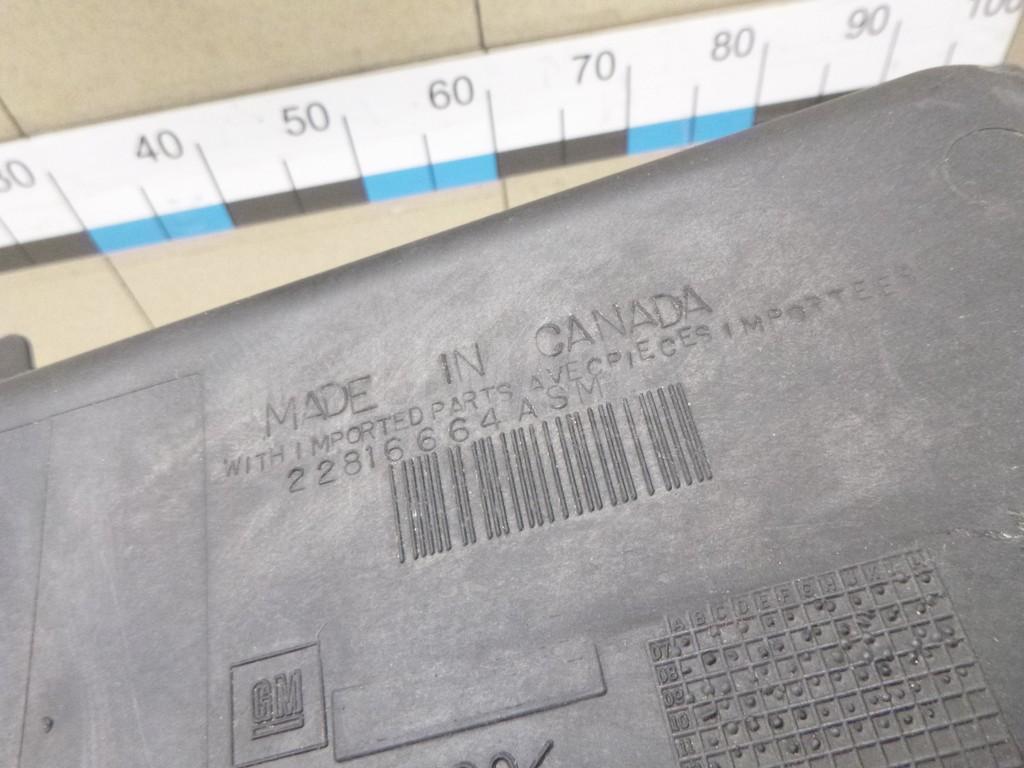 40 50 60 70 80 90 100
MADE IN CANADA
WITH IMPORTED PARTS AVEC PIECES IMPORTEES
22816664 ASM
GM
A B C D E F G H J K
07
08
09
10
11